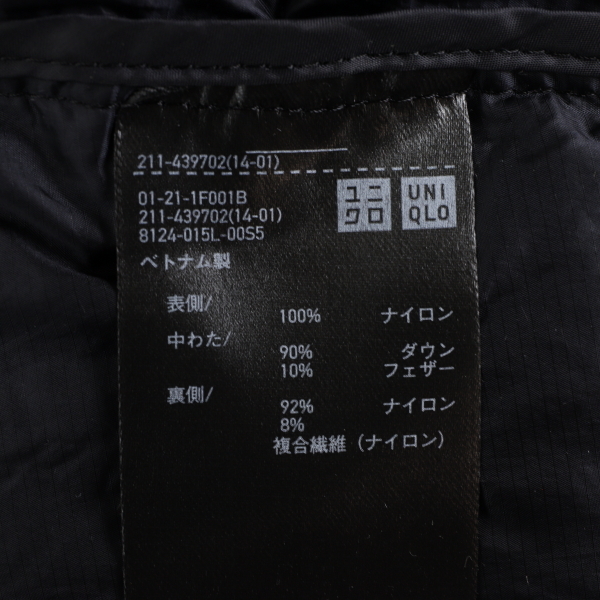 211-439702(14-01)
01-21-1F001B
211-439702(14-01)
8124-015L-00S5
ユニ
クロ
UNI
QLO
ベトナム製
表側/
100% ナイロン
中わた/
90% ダウン
10% フェザー
裏側/
92% ナイロン
8%
複合繊維(ナイロン)